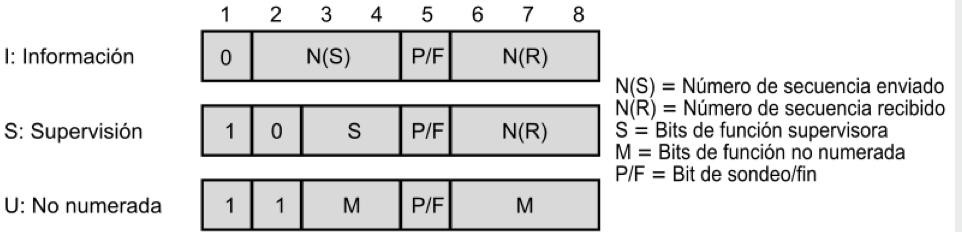 1 2 3 4 5 6 7 8
I: Información 0 N(S) P/F N(R)
S: Supervisión 1 0 S P/F N(R)
U: No numerada 1 1 M P/F M
N(S) = Número de secuencia enviado
N(R) = Número de secuencia recibido
S = Bits de función supervisora
M = Bits de función no numerada
P/F = Bit de sondeo/fin